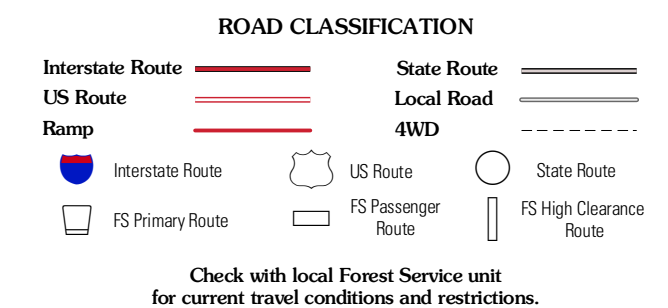 ROAD CLASSIFICATION
Interstate Route
State Route
US Route
Local Road
Ramp
4WD
Interstate Route
US Route
State Route
FS Primary Route
FS Passenger
Route
FS High Clearance
Route
Check with local Forest Service unit
for current travel conditions and restrictions.